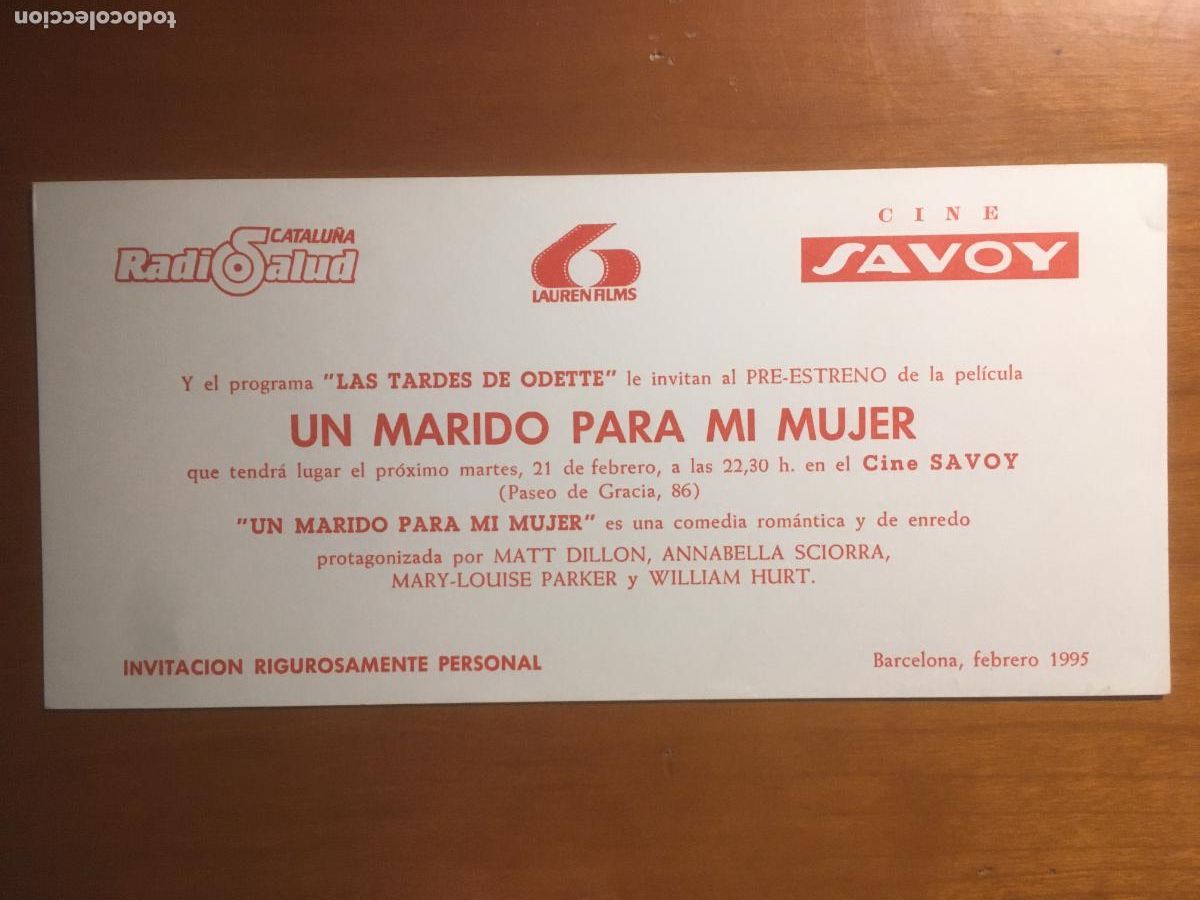 todocoleccion
CATALUÑA
Radio Salud
LAUREN FILMS
CINE
SAVOY
Y el programa "LAS TARDES DE ODETTE" le invitan al PRE-ESTRENO de la película
UN MARIDO PARA MI MUJER
que tendrá lugar el próximo martes, 21 de febrero, a las 22,30 h. en el Cine SAVOY
(Paseo de Gracia, 86)
"UN MARIDO PARA MI MUJER" es una comedia romántica y de enredo
protagonizada por MATT DILLON, ANNABELLA SCIORRA,
MARY-LOUISE PARKER y WILLIAM HURT.
INVITACION RIGUROSAMENTE PERSONAL
Barcelona, febrero 1995